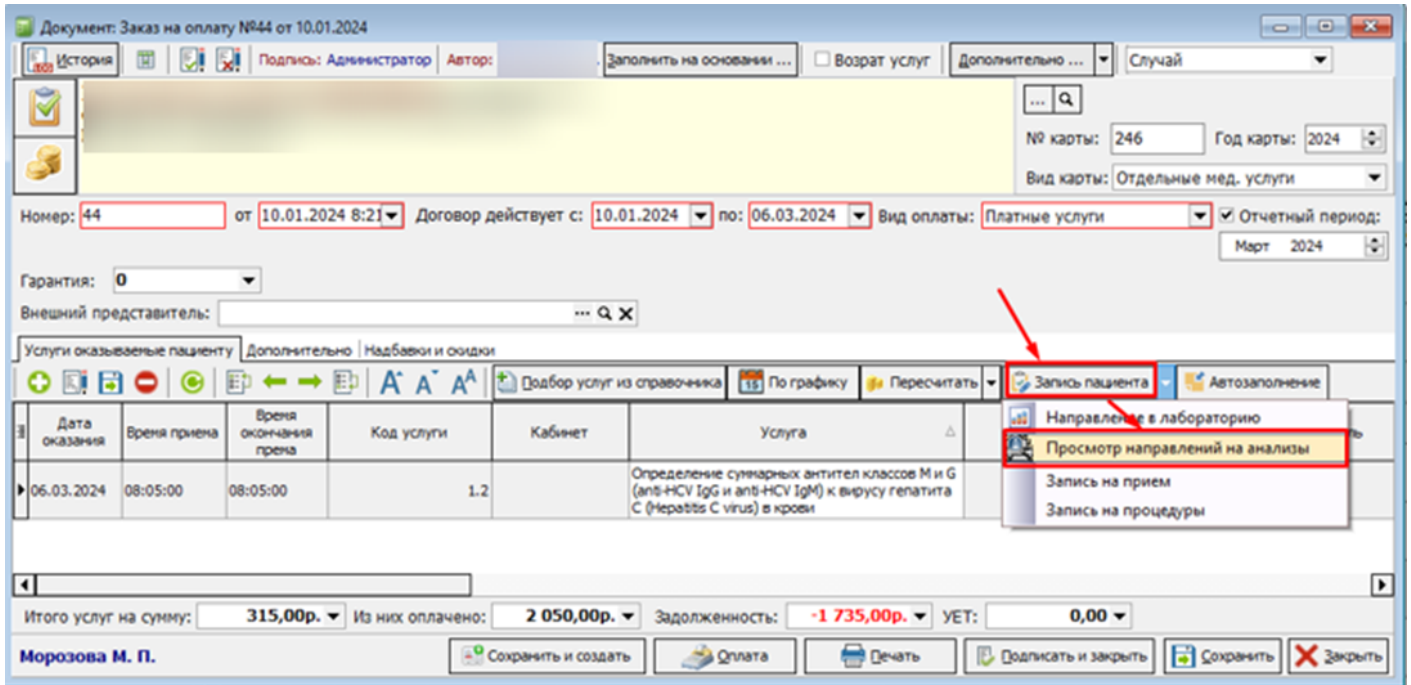 Документ: Заказ на оплату №44 от 10.01.2024
История Подпись: Администратор Автор: Заполнить на основании ... Возрат услуг Дополнительно ... Случай
...
№ карты: 246 Год карты: 2024
Вид карты: Отдельные мед. услуги
Номер: 44 от 10.01.2024 8:21 Договор действует с: 10.01.2024 по: 06.03.2024 Вид оплаты: Платные услуги Отчетный период:
Март 2024
Гарантия: 0
Внешний представитель: ...
Услуги оказываемые пациенту Дополнительно Надбавки и скидки
Подбор услуг из справочника 15 По графику Пересчитать Запись пациента Автозаполнение
Дата оказания Время приема Время окончания према Код услуги Кабинет Услуга
Направление в лабораторию
Просмотр направлений на анализы
Запись на прием
Запись на процедуры
06.03.2024 08:05:00 08:05:00 1.2
Определение суммарных антител классов M и G
(anti-HCV IgG и anti-HCV IgM) к вирусу гепатита
C (Hepatitis C virus) в крови
Итого услуг на сумму: 315,00р. Из них оплачено: 2 050,00р. Задолженность: -1 735,00р. УЕТ: 0,00
Морозова М. П. Сохранить и создать Оплата Печать Подписать и закрыть Сохранить Закрыть